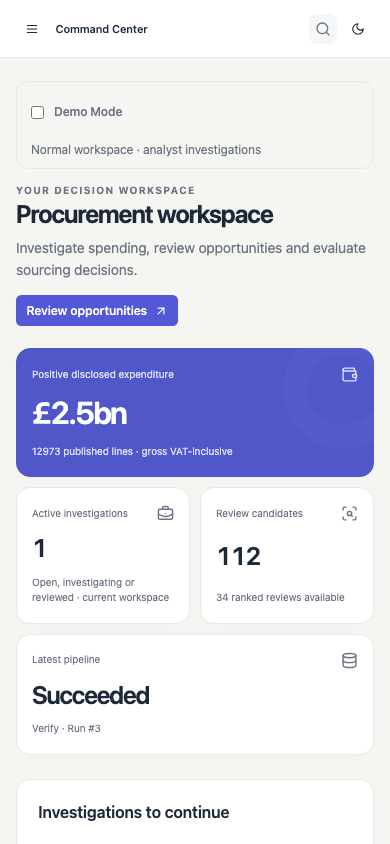 Command Center
Demo Mode
Normal workspace · analyst investigations
YOUR DECISION WORKSPACE
Procurement workspace
Investigate spending, review opportunities and evaluate
sourcing decisions.
Review opportunities
Positive disclosed expenditure
£2.5bn
12973 published lines · gross VAT-inclusive
Active investigations
1
Open, investigating or
reviewed · current workspace
Review candidates
112
34 ranked reviews available
Latest pipeline
Succeeded
Verify · Run #3
Investigations to continue